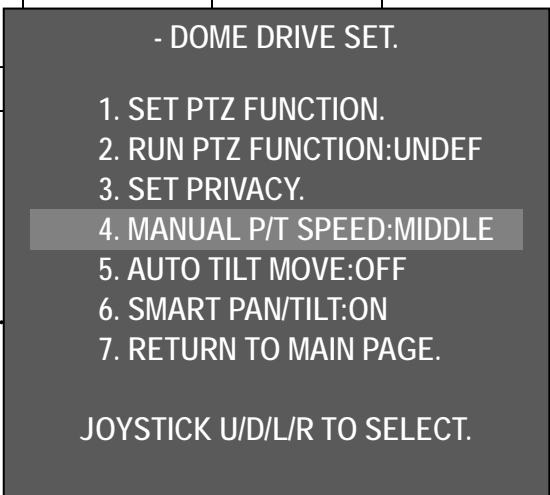 - DOME DRIVE SET.
1. SET PTZ FUNCTION.
2. RUN PTZ FUNCTION:UNDEF
3. SET PRIVACY.
4. MANUAL P/T SPEED:MIDDLE
5. AUTO TILT MOVE:OFF
6. SMART PAN/TILT:ON
7. RETURN TO MAIN PAGE.
JOYSTICK U/D/L/R TO SELECT.